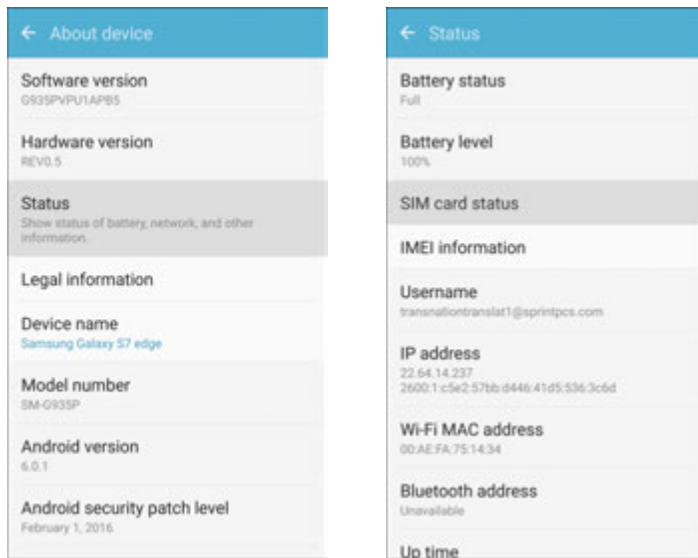 About device
Software version
G935PVPU1APB5
Hardware version
REV0.5
Status
Show status of battery, network, and other
information.
Legal information
Device name
Samsung Galaxy S7 edge
Model number
SM-G935P
Android version
6.0.1
Android security patch level
February 1, 2016
Status
Battery status
Full
Battery level
100%
SIM card status
IMEI information
Username
transnationtranslat1@sprintpcs.com
IP address
22.64.14.237
2600:1:c5e2:57bb:d446:41d5:536:3c6d
Wi-Fi MAC address
00:AE:FA:75:14:34
Bluetooth address
Unavailable
Up time